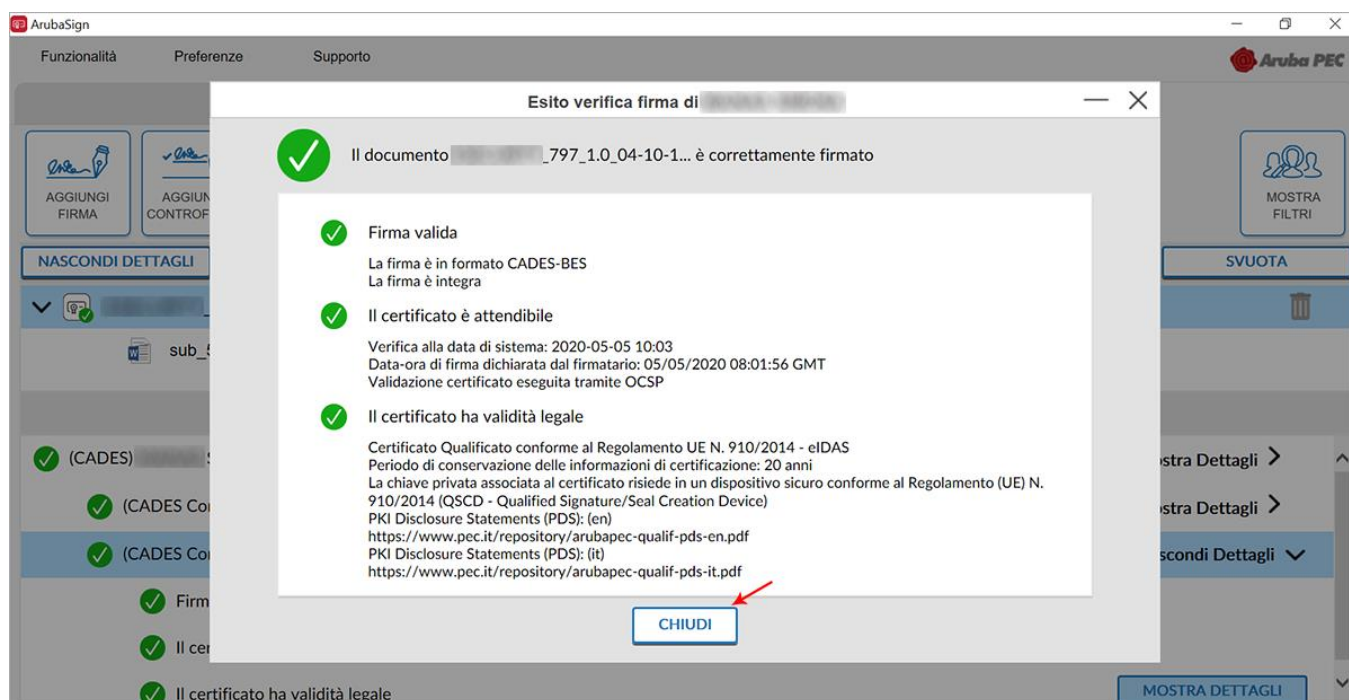 ArubaSign
Funzionalità Preferenze Supporto
Aruba PEC
Esito verifica firma di
Il documento _797_1.0_04-10-1... è correttamente firmato
AGGIUNGI
FIRMA
AGGIUN
CONTROF
MOSTRA
FILTRI
NASCONDI DETTAGLI
SVUOTA
sub_5
Firma valida
La firma è in formato CADES-BES
La firma è integra
Il certificato è attendibile
Verifica alla data di sistema: 2020-05-05 10:03
Data-ora di firma dichiarata dal firmatario: 05/05/2020 08:01:56 GMT
Validazione certificato eseguita tramite OCSP
Il certificato ha validità legale
Certificato Qualificato conforme al Regolamento UE N. 910/2014 - eIDAS
Periodo di conservazione delle informazioni di certificazione: 20 anni
La chiave privata associata al certificato risiede in un dispositivo sicuro conforme al Regolamento (UE) N.
910/2014 (QSCD - Qualified Signature/Seal Creation Device)
PKI Disclosure Statements (PDS): (en)
https://www.pec.it/repository/arubapec-qualif-pds-en.pdf
PKI Disclosure Statements (PDS): (it)
https://www.pec.it/repository/arubapec-qualif-pds-it.pdf
CHIUDI
(CADES)
ostra Dettagli
(CADES Co
ostra Dettagli
(CADES Co
scondi Dettagli
Firm
Il cer
Il certificato ha validità legale
MOSTRA DETTAGLI